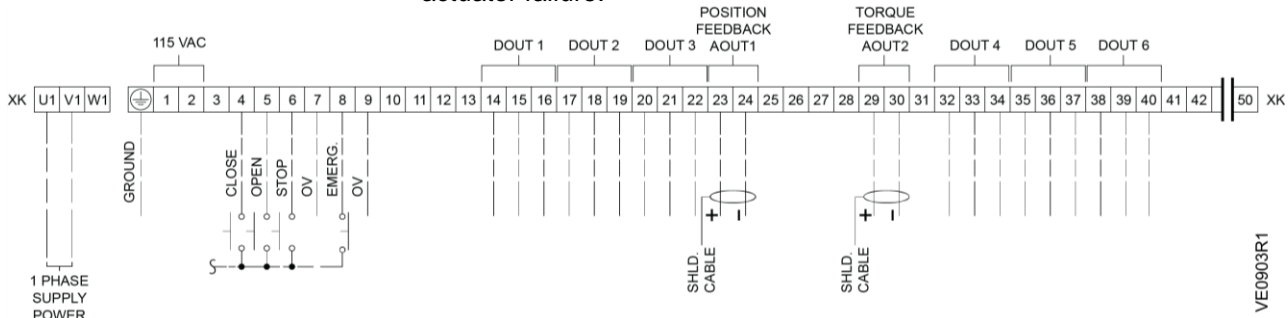 actuator failure.
POSITION
FEEDBACK
AOUT1
TORQUE
FEEDBACK
AOUT2
115 VAC
DOUT 1
DOUT 2
DOUT 3
DOUT 4
DOUT 5
DOUT 6
XK U1 V1 W1 1 2 3 4 5 6 7 8 9 10 11 12 13 14 15 16 17 18 19 20 21 22 23 24 25 26 27 28 29 30 31 32 33 34 35 36 37 38 39 40 41 42 50 XK
GROUND
CLOSE
OPEN
STOP
OV
EMERG.
OV
+ −
+ −
SHLD.
CABLE
SHLD.
CABLE
1 PHASE
SUPPLY
POWER
VE0903R1